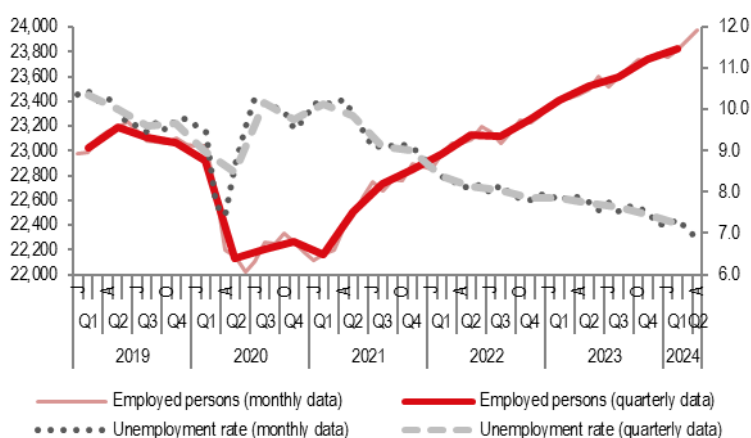 24,000 12.0
23,800 11.0
23,600
23,400 10.0
23,200
23,000 9.0
22,800 8.0
22,600
22,400 7.0
22,200
22,000 6.0
J A J O J A J O J A J O J A J O J A J O J A
Q1 Q2 Q3 Q4 Q1 Q2 Q3 Q4 Q1 Q2 Q3 Q4 Q1 Q2 Q3 Q4 Q1 Q2 Q3 Q4 Q1 Q2
2019 2020 2021 2022 2023 2024
Employed persons (monthly data) Employed persons (quarterly data)
Unemployment rate (monthly data) Unemployment rate (quarterly data)